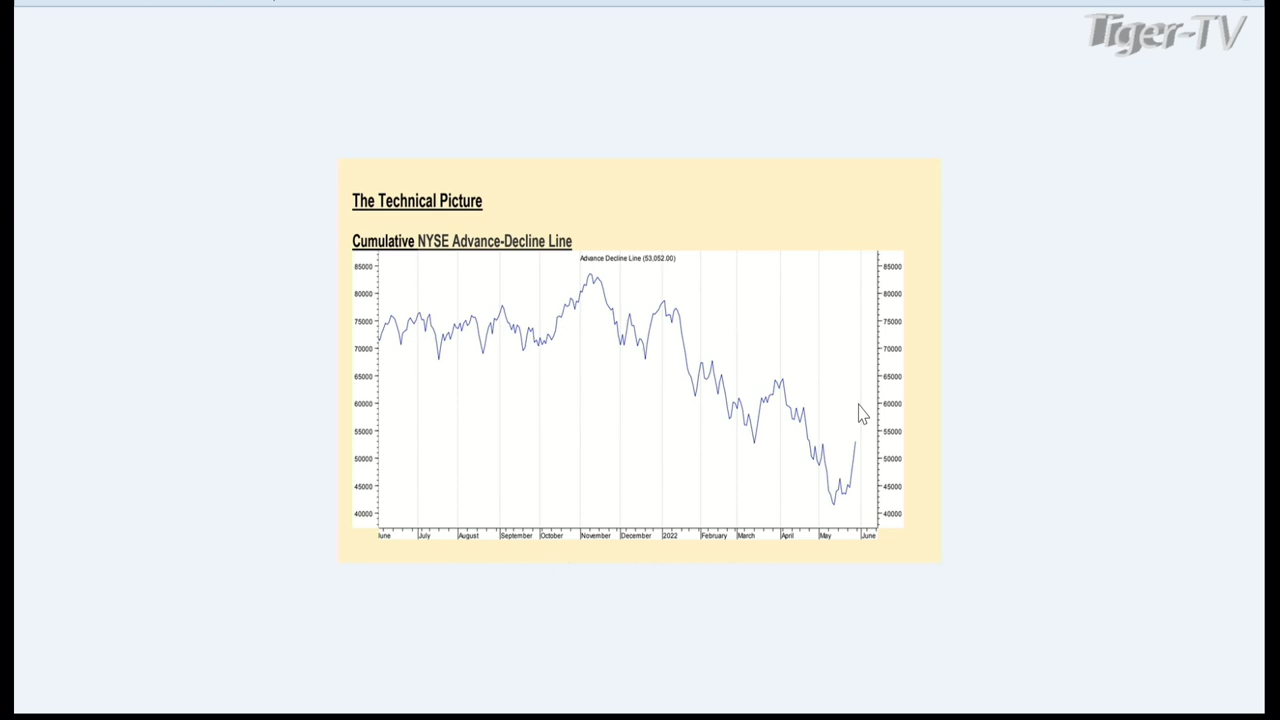 Tiger-TV
The Technical Picture
Cumulative NYSE Advance-Decline Line
Advance Decline Line (53,052.00)
85000 85000
80000 80000
75000 75000
70000 70000
65000 65000
60000 60000
55000 55000
50000 50000
45000 45000
40000 40000
June July August September October November December 2022 February March April May June